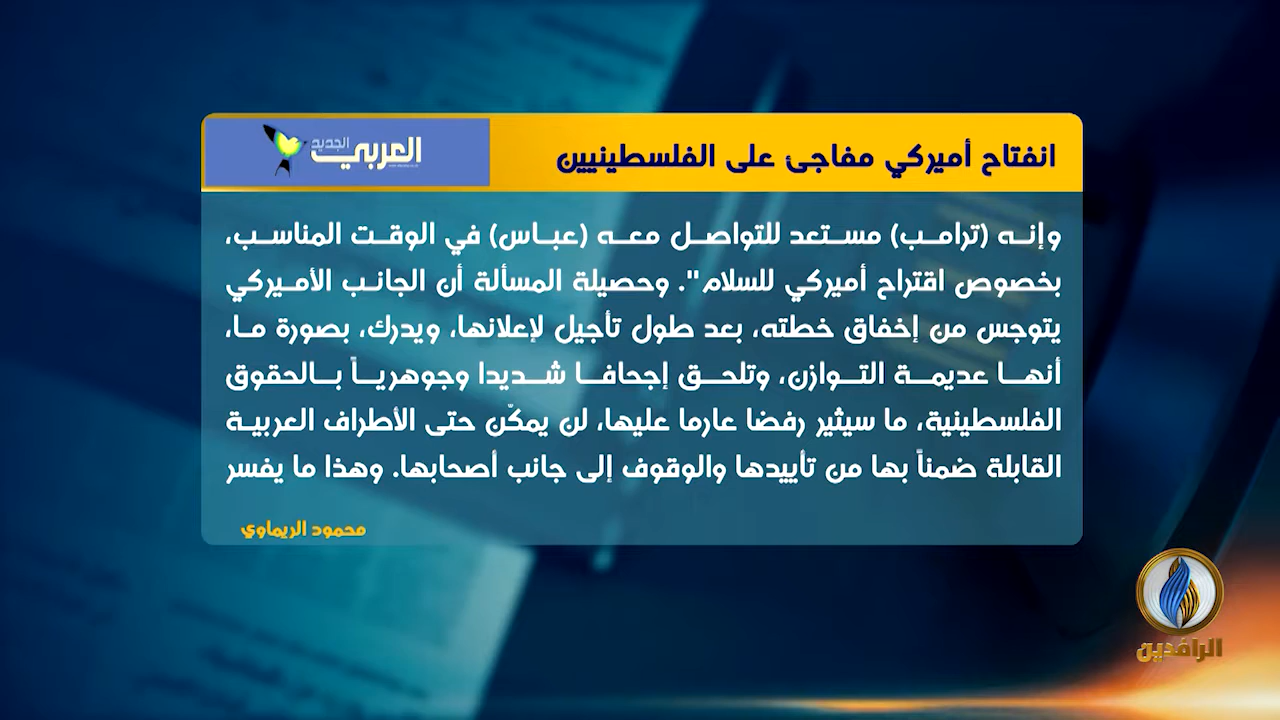 انفتاح أميركي مفاجئ على الفلسطينيين
العربي الجديد
وإنه (ترامب) مستعد للتواصل معه (عباس) في الوقت المناسب،
بخصوص اقتراح أميركي للسلام". وحصيلة المسألة أن الجانب الأميركي
يتوجس من إخفاق خطته، بعد طول تأجيل لإعلانها، ويدرك، بصورة ما،
أنها عديمة التوازن، وتلحق إجحافا شديدا وجوهرياً بالحقوق
الفلسطينية، ما سيثير رفضا عارما عليها، لن يمكّن حتى الأطراف العربية
القابلة ضمناً بها من تأييدها والوقوف إلى جانب أصحابها. وهذا ما يفسر
محمود الريماوي
الرافدين